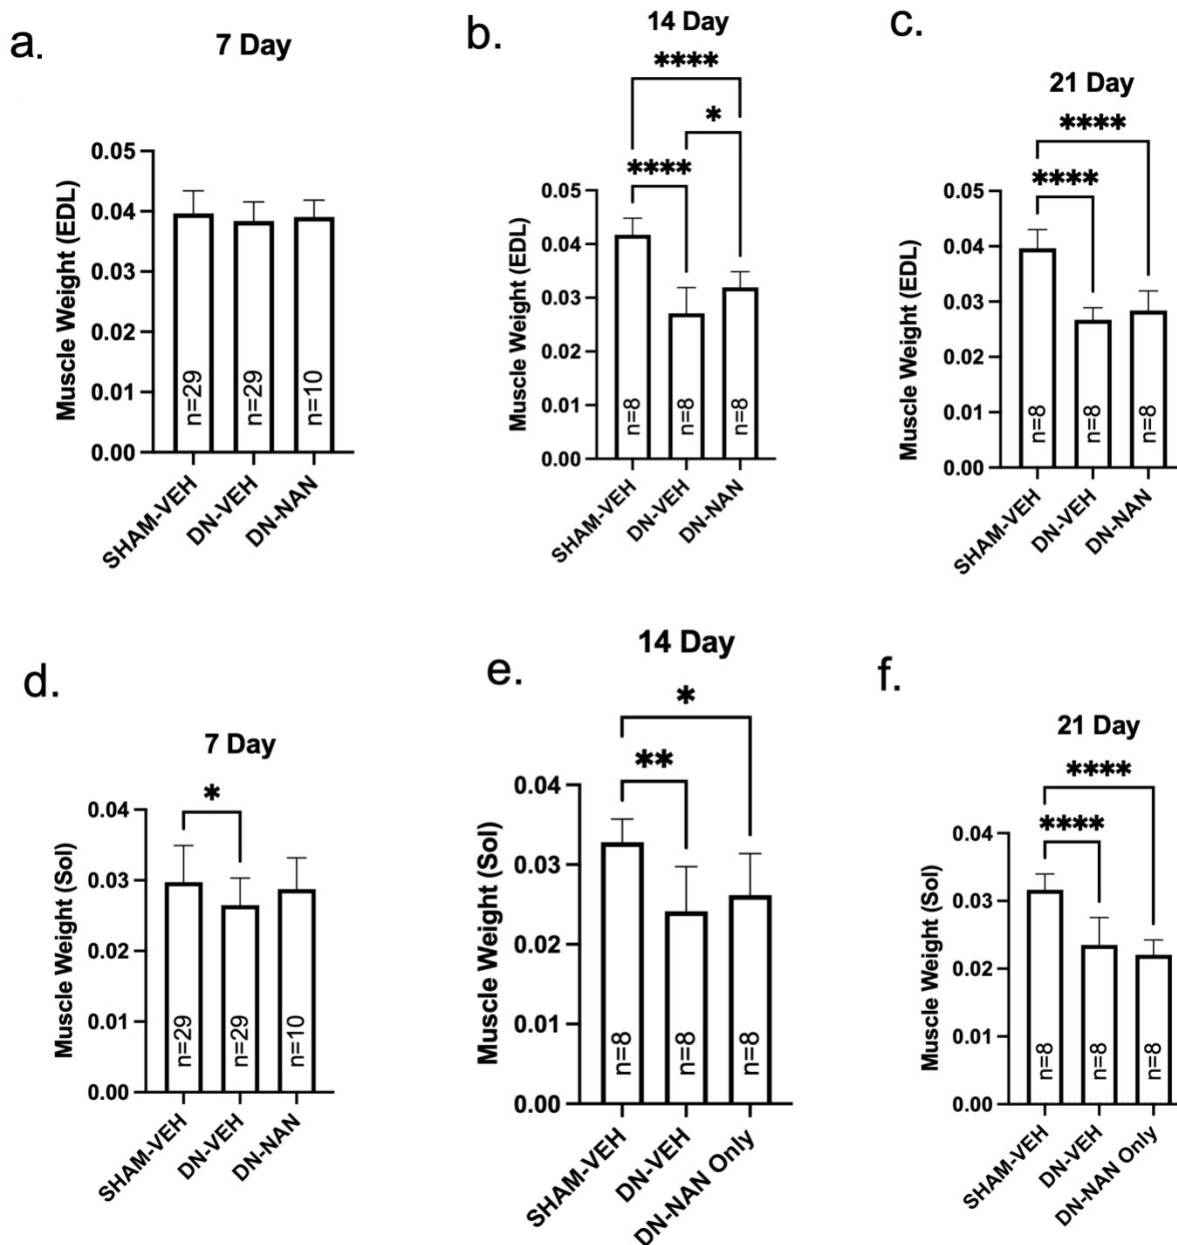 a.
7 Day
Muscle Weight (EDL)
0.05
0.04
0.03
0.02
0.01
0.00
n=29
n=29
n=10
SHAM-VEH
DN-VEH
DN-NAN
b.
14 Day
****
*
****
Muscle Weight (EDL)
0.05
0.04
0.03
0.02
0.01
0.00
n=8
n=8
n=8
SHAM-VEH
DN-VEH
DN-NAN
c.
21 Day
****
****
Muscle Weight (EDL)
0.05
0.04
0.03
0.02
0.01
0.00
n=8
n=8
n=8
SHAM-VEH
DN-VEH
DN-NAN
d.
7 Day
*
Muscle Weight (Sol)
0.04
0.03
0.02
0.01
0.00
n=29
n=29
n=10
SHAM-VEH
DN-VEH
DN-NAN
e.
14 Day
*
**
Muscle Weight (Sol)
0.04
0.03
0.02
0.01
0.00
n=8
n=8
n=8
SHAM-VEH
DN-VEH
DN-NAN Only
f.
21 Day
****
****
Muscle Weight (Sol)
0.04
0.03
0.02
0.01
0.00
n=8
n=8
n=8
SHAM-VEH
DN-VEH
DN-NAN Only